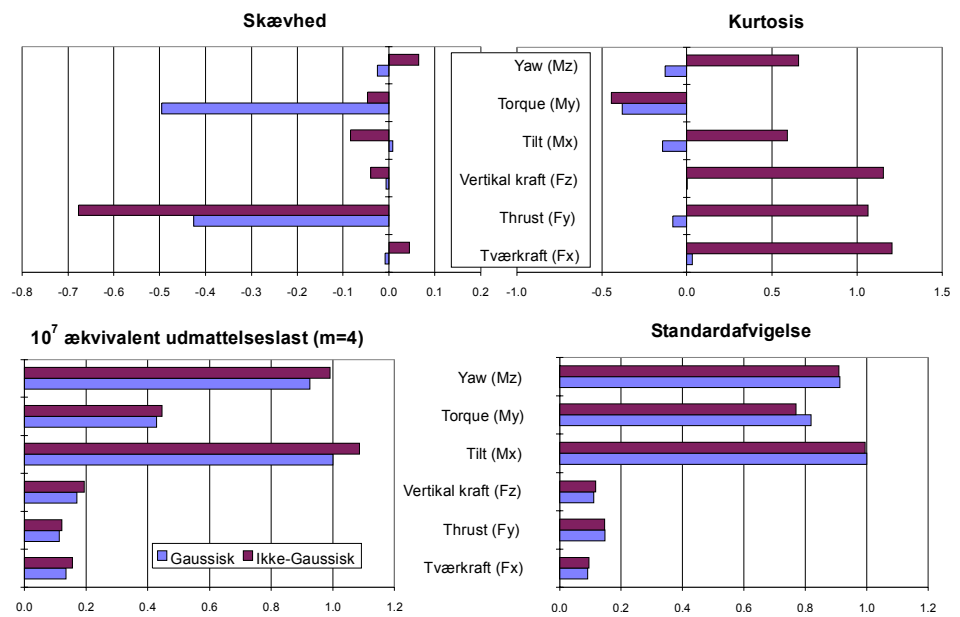 Skævhed
Kurtosis
Yaw (Mz)
Torque (My)
Tilt (Mx)
Vertikal kraft (Fz)
Thrust (Fy)
Tværkraft (Fx)
-0.8 -0.7 -0.6 -0.5 -0.4 -0.3 -0.2 -0.1 0.0 0.1 0.2
-1.0 -0.5 0.0 0.5 1.0 1.5
10^7 ækvivalent udmattelseslast (m=4)
Standardafvigelse
Yaw (Mz)
Torque (My)
Tilt (Mx)
Vertikal kraft (Fz)
Thrust (Fy)
Tværkraft (Fx)
Gaussisk Ikke-Gaussisk
0.0 0.2 0.4 0.6 0.8 1.0 1.2
0.0 0.2 0.4 0.6 0.8 1.0 1.2